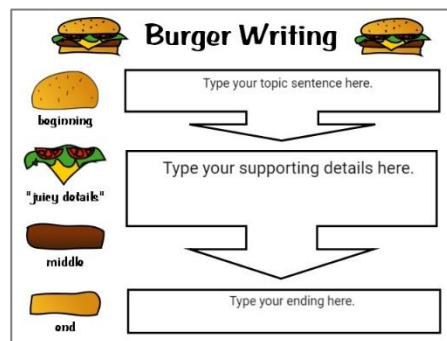 Burger Writing
Type your topic sentence here.
beginning
Type your supporting details here.
"juicy details"
middle
Type your ending here.
end